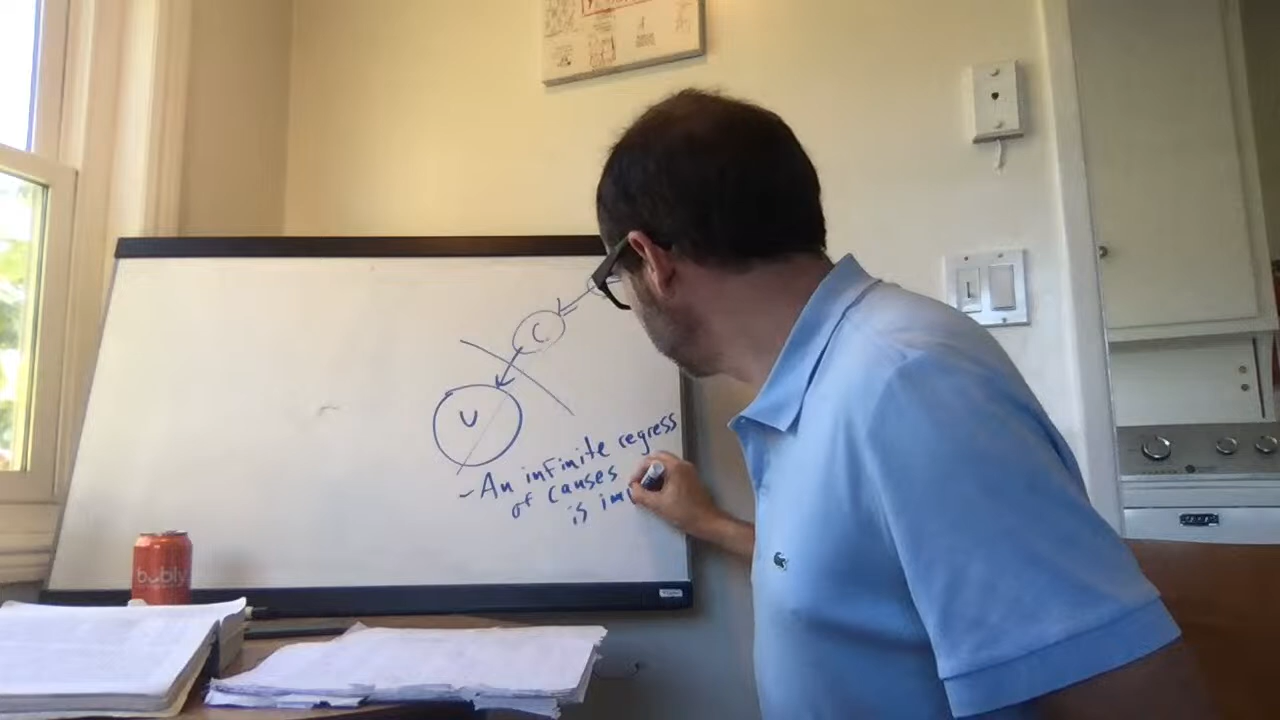 C
U
- An infinite regress
of causes
is im
bubly